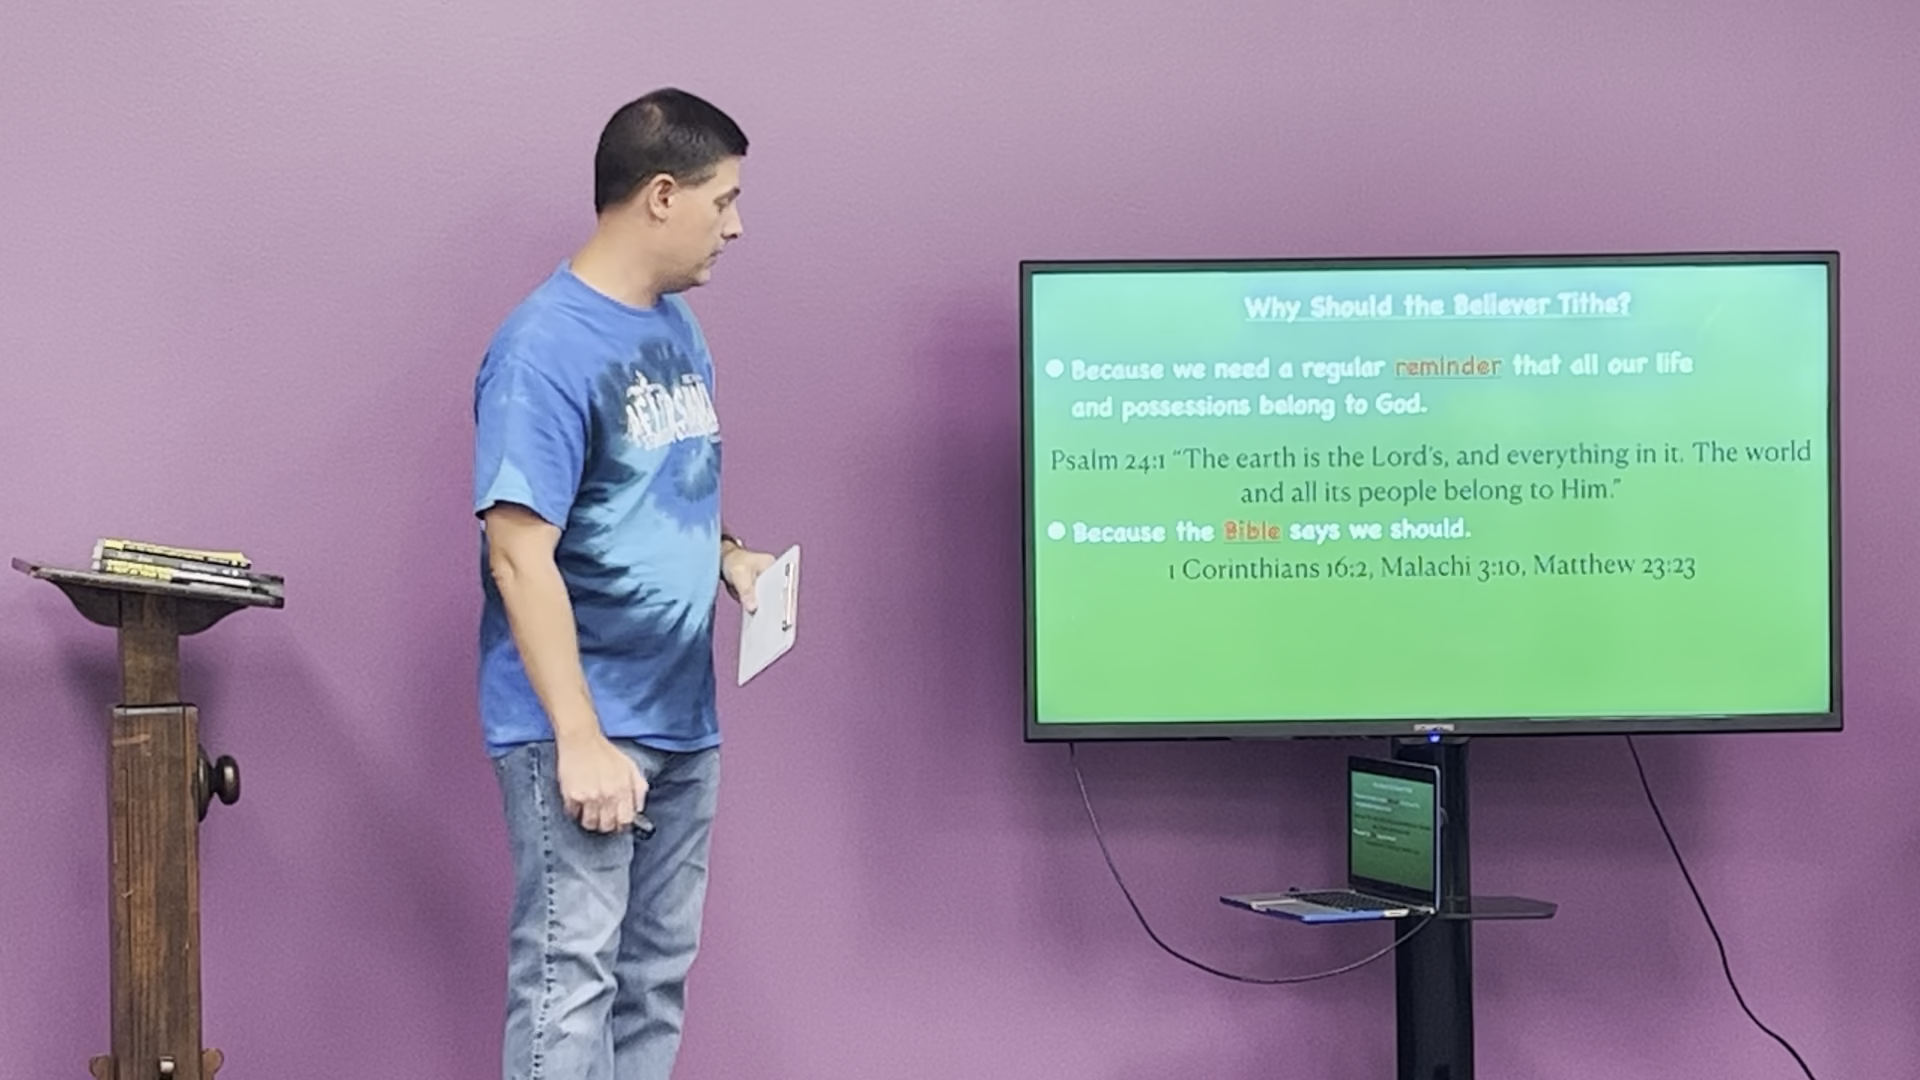 Why Should the Believer Tithe?
Because we need a regular reminder that all our life
and possessions belong to God.
Psalm 24:1 “The earth is the Lord's, and everything in it. The world
and all its people belong to Him.”
Because the Bible says we should.
1 Corinthians 16:2, Malachi 3:10, Matthew 23:23